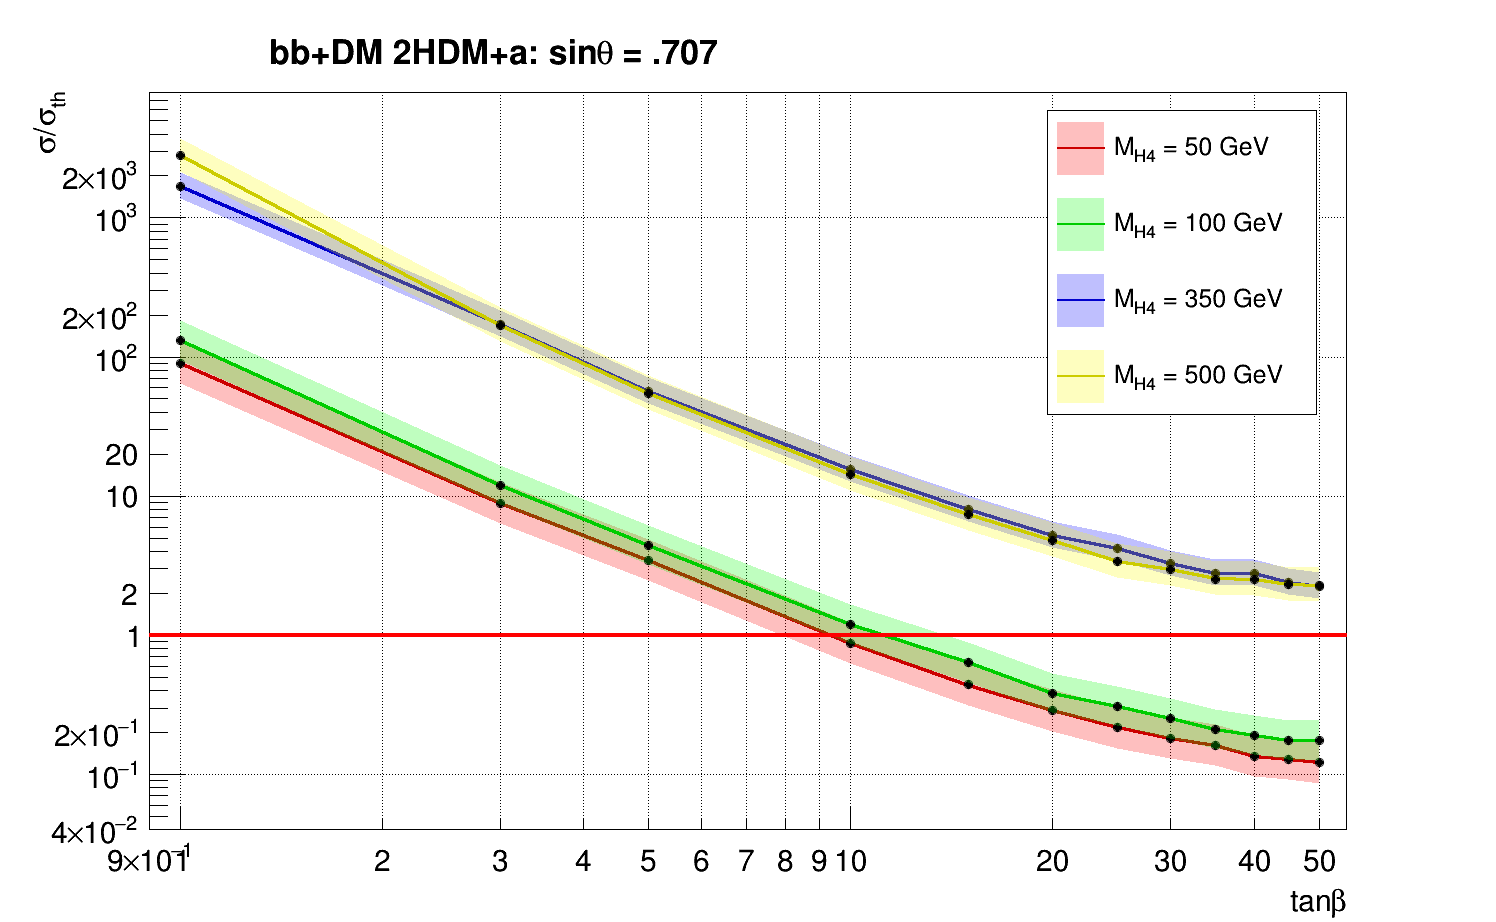 bb+DM 2HDM+a: sinθ = .707
σ/σth
2×10³
10³
2×10²
10²
20
10
2
1
2×10⁻¹
10⁻¹
4×10⁻²
M_H4 = 50 GeV
M_H4 = 100 GeV
M_H4 = 350 GeV
M_H4 = 500 GeV
9×10⁻¹ 1 2 3 4 5 6 7 8 9 10 20 30 40 50
tanβ